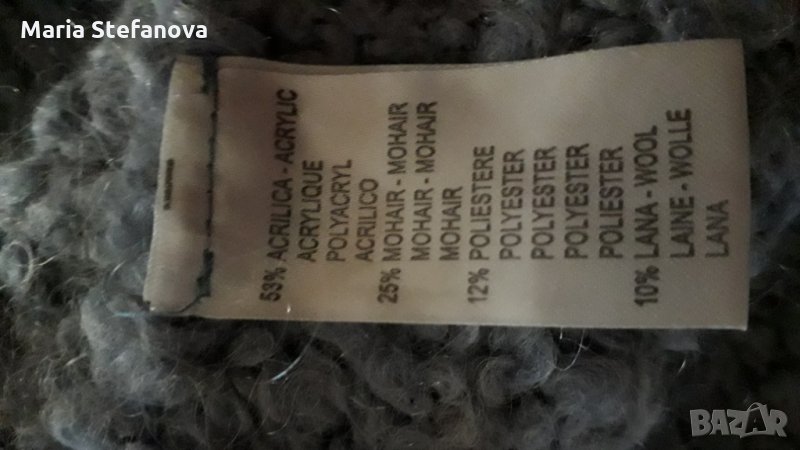 Maria Stefanova
53% ACRILICA - ACRYLIC
ACRYLIQUE
POLYACRYL
ACRILICO
25% MOHAIR - MOHAIR
MOHAIR - MOHAIR
MOHAIR
12% POLIESTERE
POLYESTER
POLYESTER
POLYESTER
POLIESTER
10% LANA - WOOL
LAINE - WOLLE
LANA
BAZAR